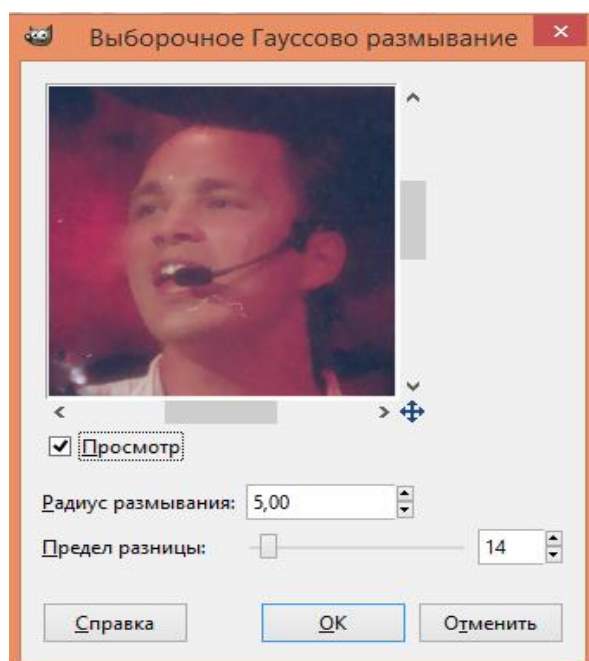 Выборочное Гауссово размывание
Просмотр
Радиус размывания: 5,00
Предел разницы: 14
Справка OK Отменить